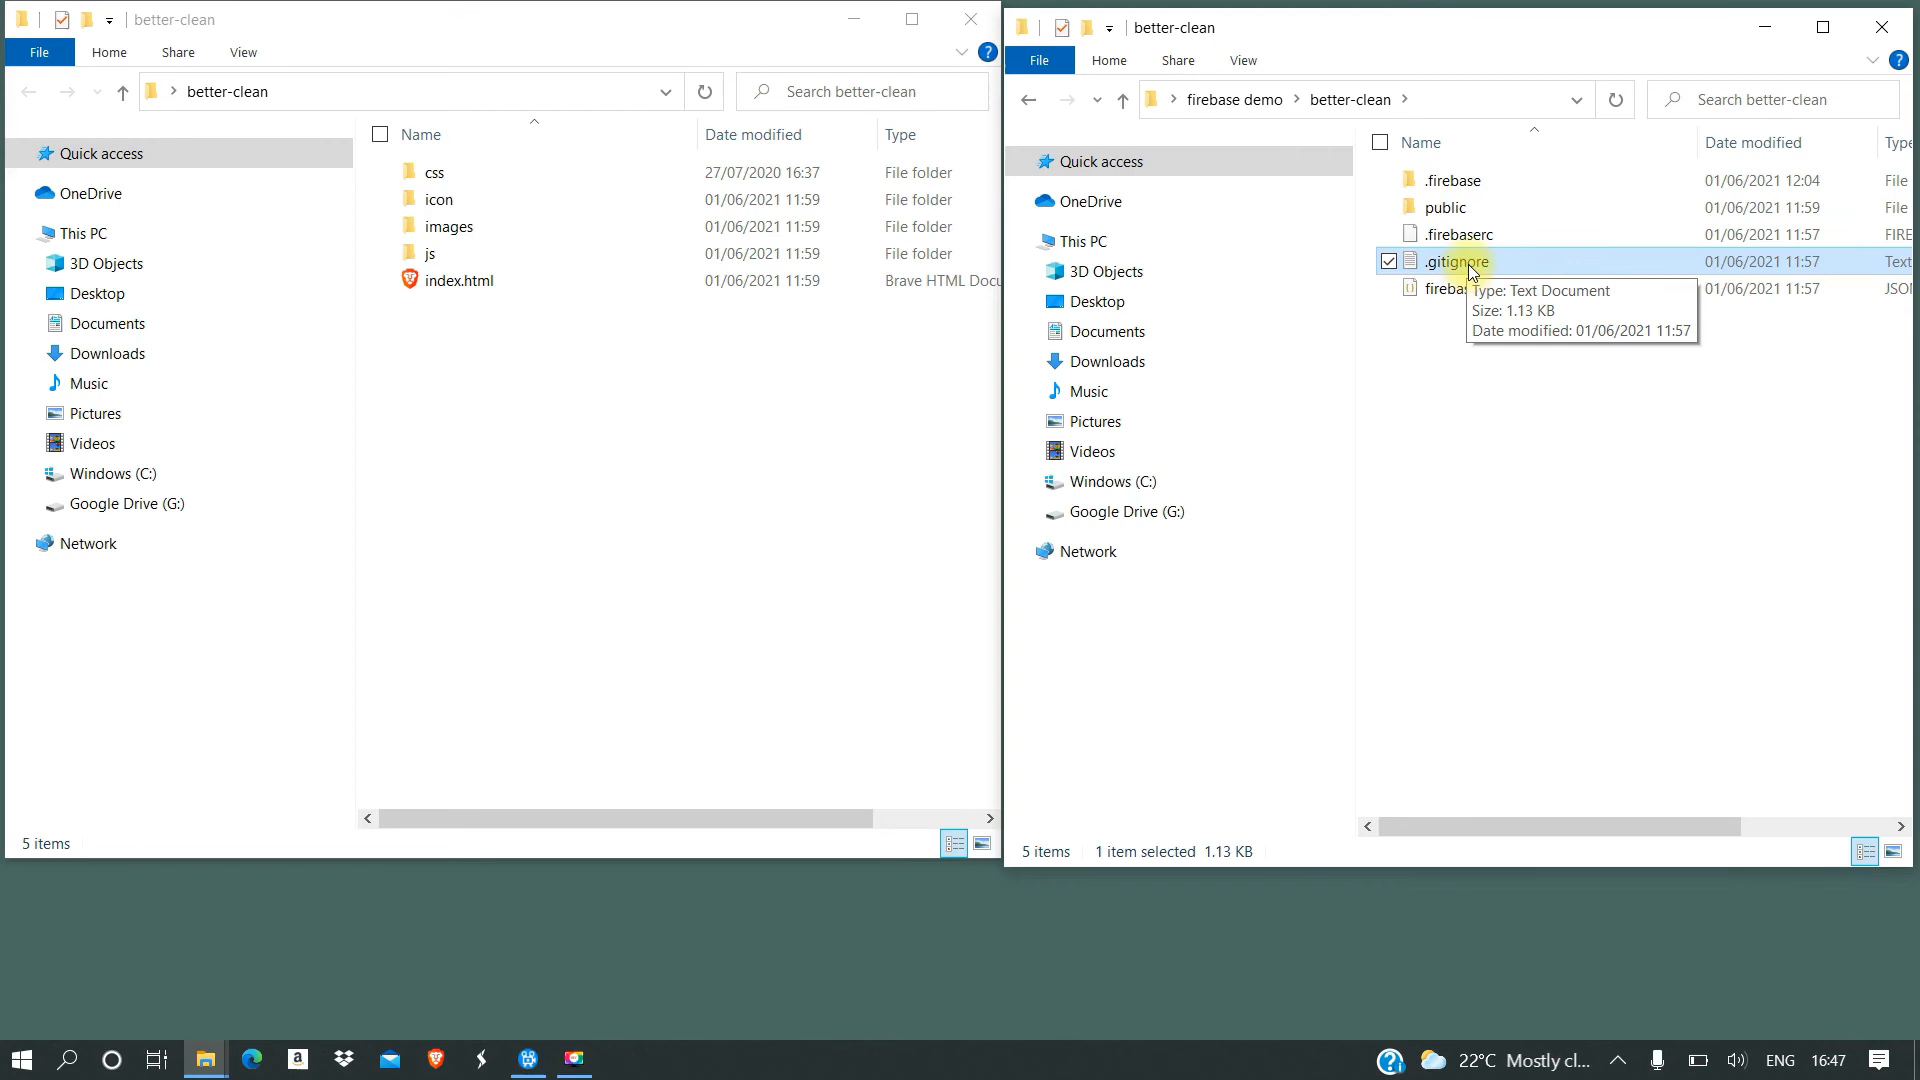 better-clean
File Home Share View
better-clean
Search better-clean
Name Date modified Type
css 27/07/2020 16:37 File folder
icon 01/06/2021 11:59 File folder
images 01/06/2021 11:59 File folder
js 01/06/2021 11:59 File folder
index.html 01/06/2021 11:59 Brave HTML Docu
Quick access
OneDrive
This PC
3D Objects
Desktop
Documents
Downloads
Music
Pictures
Videos
Windows (C:)
Google Drive (G:)
Network
5 items
better-clean
File Home Share View
firebase demo better-clean
Search better-clean
Name Date modified Type
.firebase 01/06/2021 12:04 File
public 01/06/2021 11:59 File
.firebaserc 01/06/2021 11:57 FIRE
.gitignore 01/06/2021 11:57 Text
fireba 01/06/2021 11:57 JSO
Type: Text Document
Size: 1.13 KB
Date modified: 01/06/2021 11:57
Quick access
OneDrive
This PC
3D Objects
Desktop
Documents
Downloads
Music
Pictures
Videos
Windows (C:)
Google Drive (G:)
Network
5 items 1 item selected 1.13 KB
22°C Mostly cl... ENG 16:47